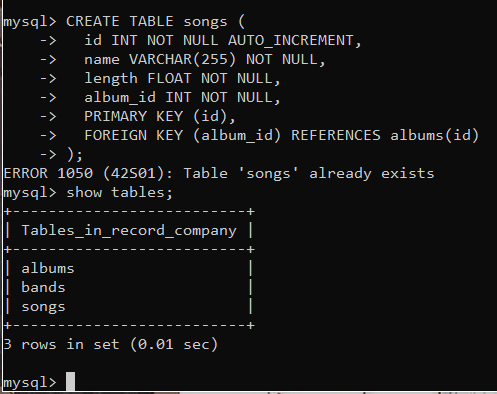 mysql> CREATE TABLE songs (
    ->   id INT NOT NULL AUTO_INCREMENT,
    ->   name VARCHAR(255) NOT NULL,
    ->   length FLOAT NOT NULL,
    ->   album_id INT NOT NULL,
    ->   PRIMARY KEY (id),
    ->   FOREIGN KEY (album_id) REFERENCES albums(id)
    -> );
ERROR 1050 (42S01): Table 'songs' already exists
mysql> show tables;
+--------------------------+
| Tables_in_record_company |
+--------------------------+
| albums                   |
| bands                    |
| songs                    |
+--------------------------+
3 rows in set (0.01 sec)
mysql>